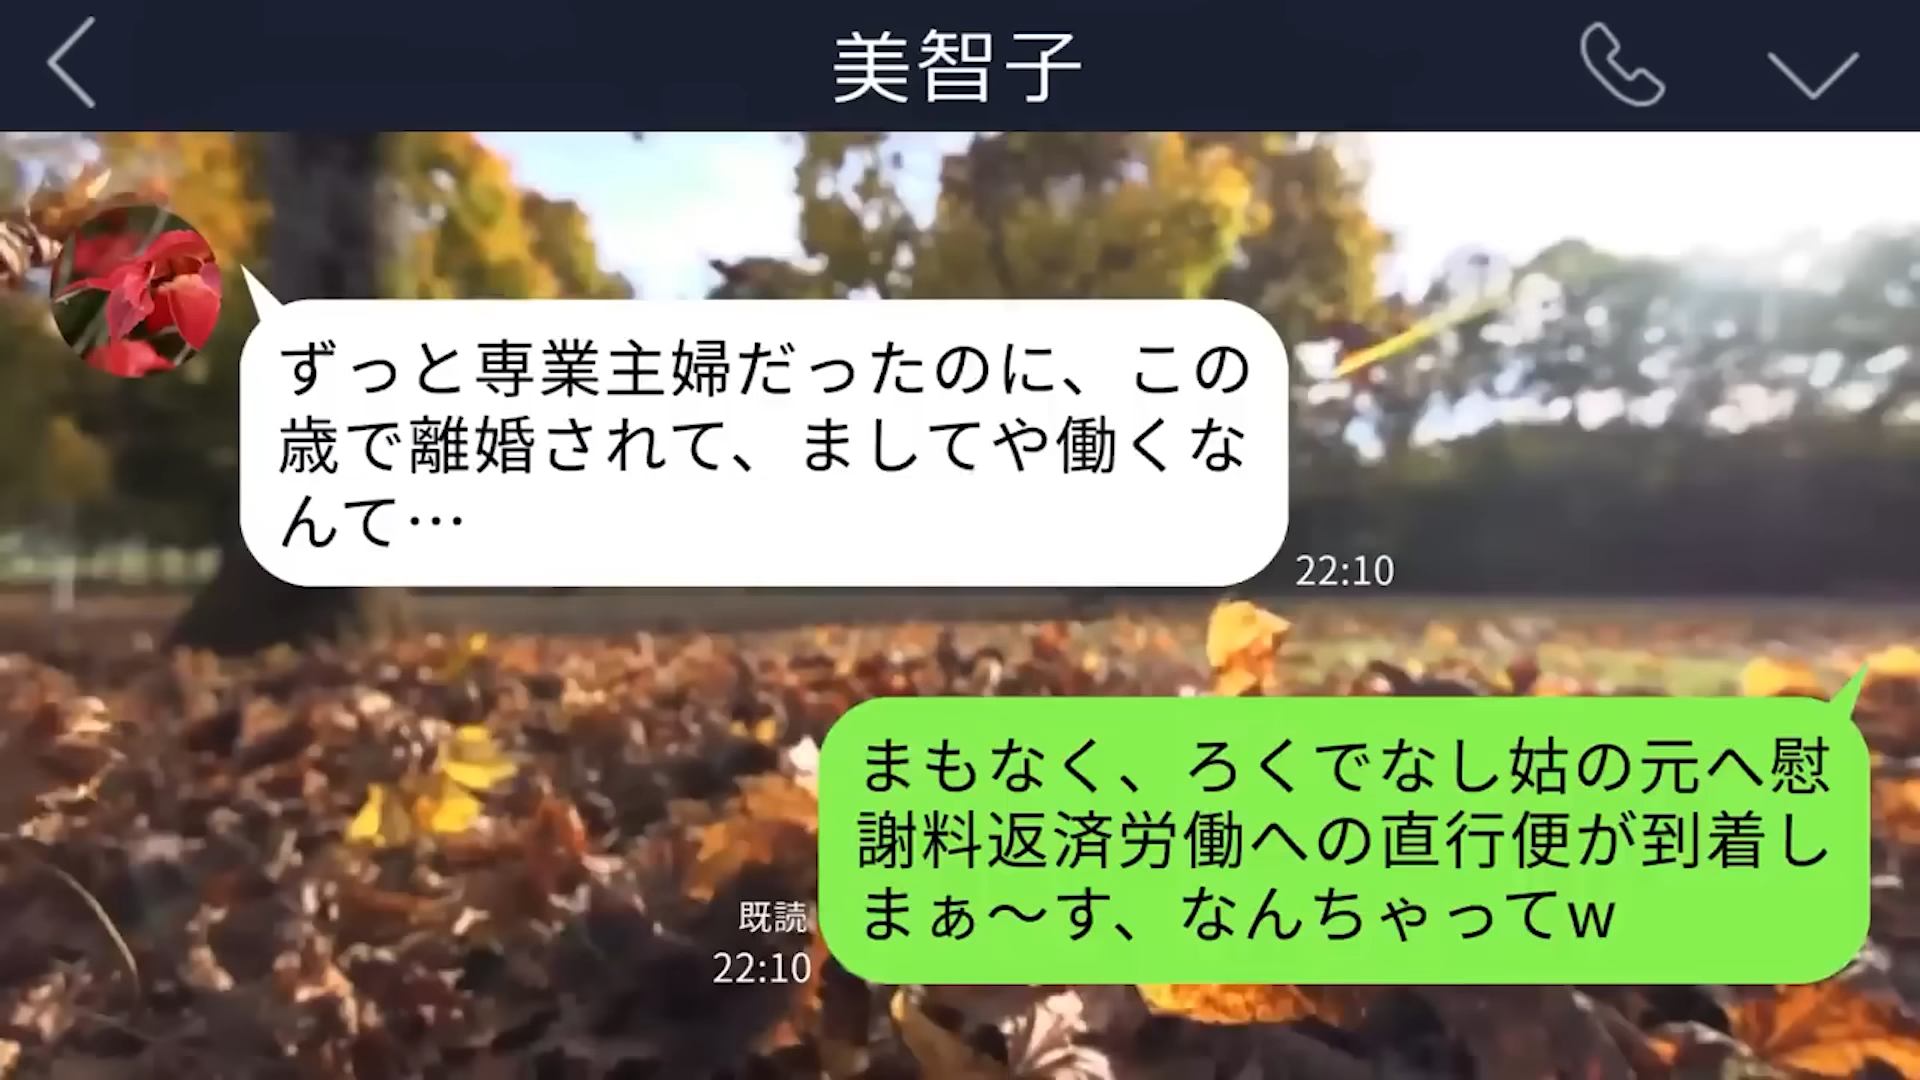 美智子
ずっと専業主婦だったのに、この
歳で離婚されて、ましてや働くな
んて…
22:10
まもなく、ろくでなし姑の元へ慰
謝料返済労働への直行便が到着し
まぁ～す、なんちゃってw
既読
22:10